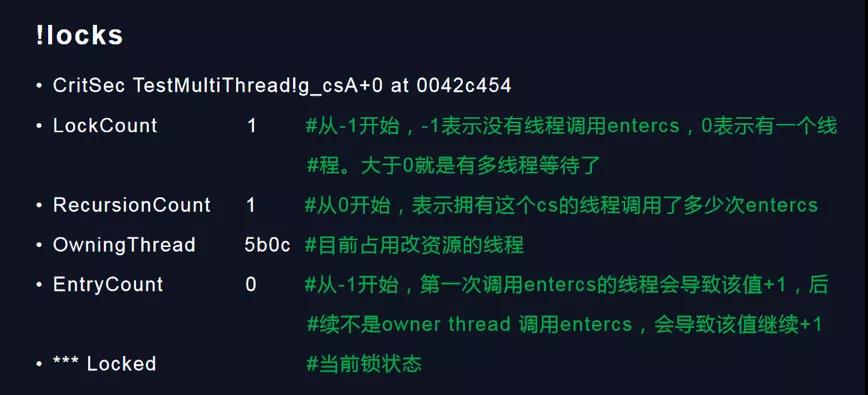 !locks
• CritSec TestMultiThread!g_csA+0 at 0042c454
• LockCount 1 #从-1开始，-1表示没有线程调用entercs，0表示有一个线
#程。大于0就是有多线程等待了
• RecursionCount 1 #从0开始，表示拥有这个cs的线程调用了多少次entercs
• OwningThread 5b0c #目前占用改资源的线程
• EntryCount 0 #从-1开始，第一次调用entercs的线程会导致该值+1，后
#续不是owner thread 调用entercs，会导致该值继续+1
• *** Locked #当前锁状态